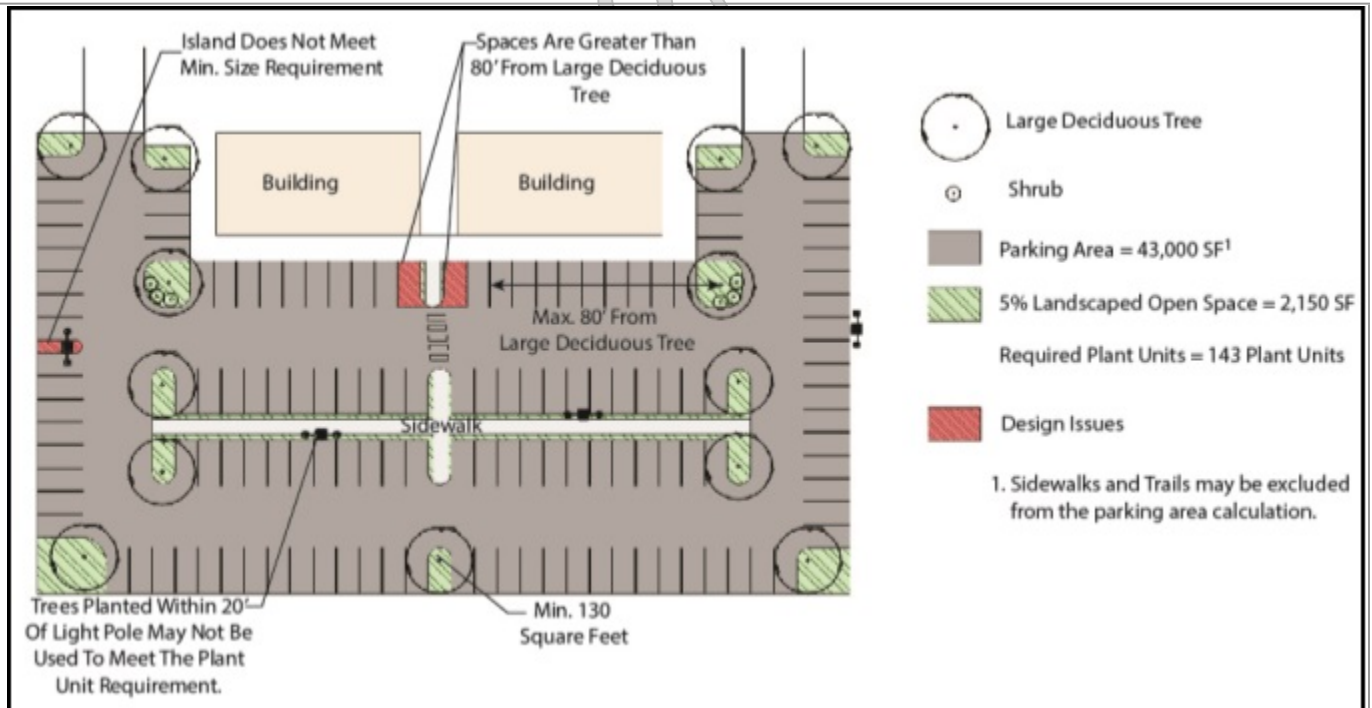 Island Does Not Meet
Min. Size Requirement
Spaces Are Greater Than
80' From Large Deciduous
Tree
Building
Building
Max. 80' From
Large Deciduous Tree
Sidewalk
Trees Planted Within 20'
Of Light Pole May Not Be
Used To Meet The Plant
Unit Requirement.
Min. 130
Square Feet
Large Deciduous Tree
Shrub
Parking Area = 43,000 SF¹
5% Landscaped Open Space = 2,150 SF
Required Plant Units = 143 Plant Units
Design Issues
1. Sidewalks and Trails may be excluded
from the parking area calculation.